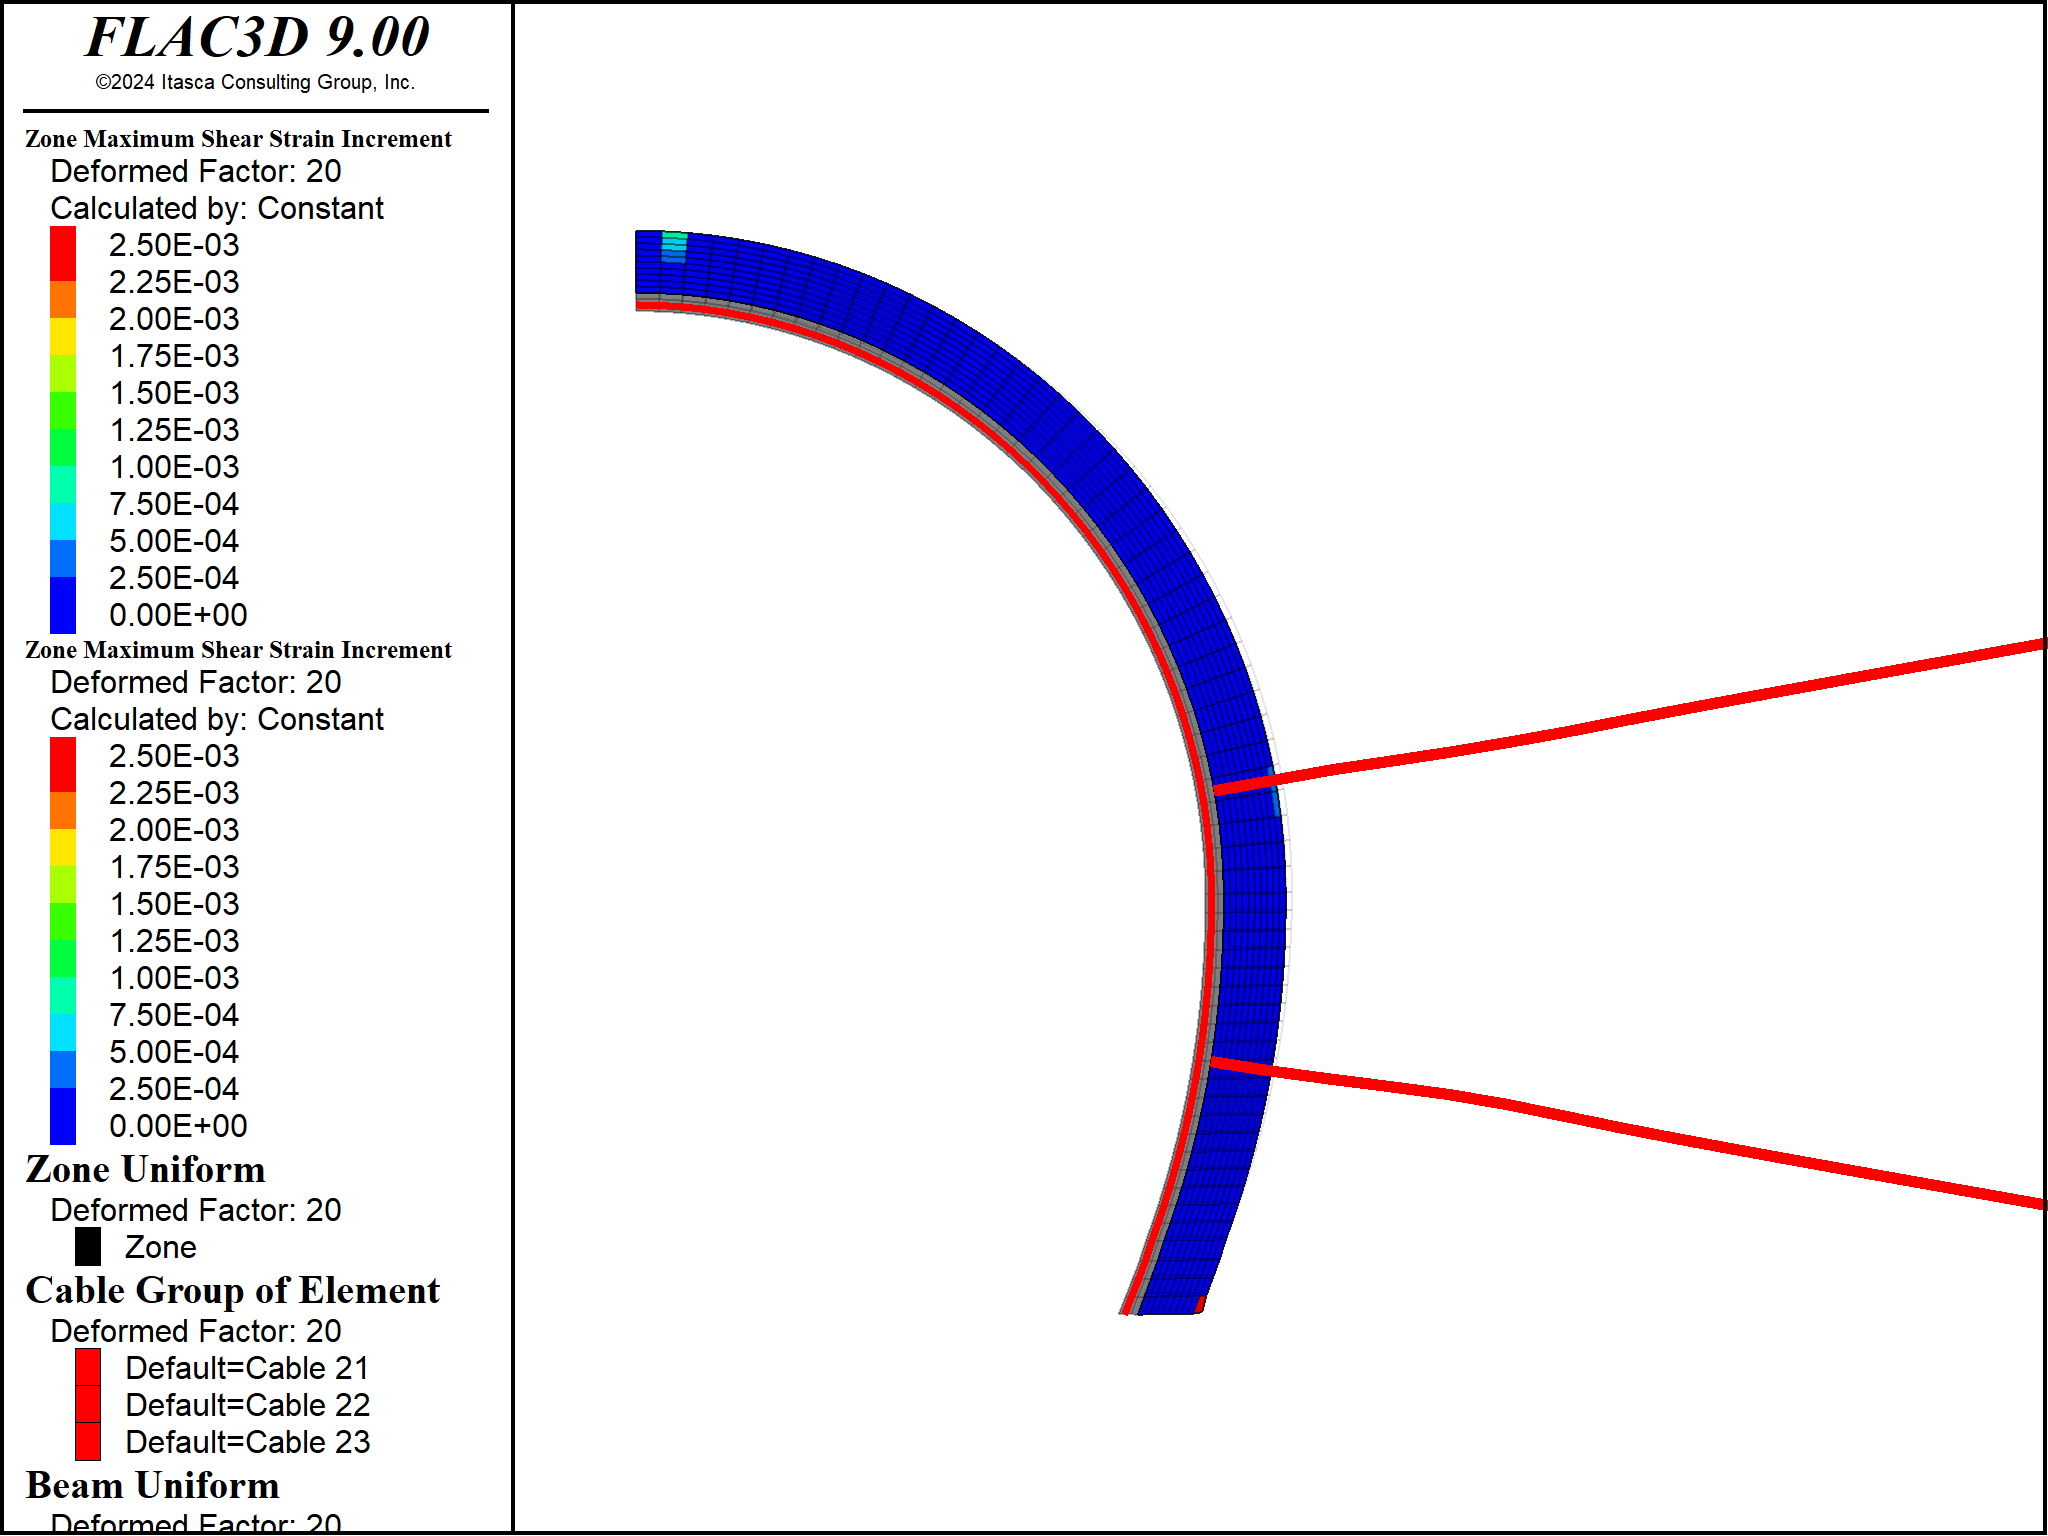 FLAC3D 9.00
©2024 Itasca Consulting Group, Inc.
Zone Maximum Shear Strain Increment
Deformed Factor: 20
Calculated by: Constant
2.50E-03
2.25E-03
2.00E-03
1.75E-03
1.50E-03
1.25E-03
1.00E-03
7.50E-04
5.00E-04
2.50E-04
0.00E+00
Zone Maximum Shear Strain Increment
Deformed Factor: 20
Calculated by: Constant
2.50E-03
2.25E-03
2.00E-03
1.75E-03
1.50E-03
1.25E-03
1.00E-03
7.50E-04
5.00E-04
2.50E-04
0.00E+00
Zone Uniform
Deformed Factor: 20
Zone
Cable Group of Element
Deformed Factor: 20
Default=Cable 21
Default=Cable 22
Default=Cable 23
Beam Uniform
Deformed Factor: 20